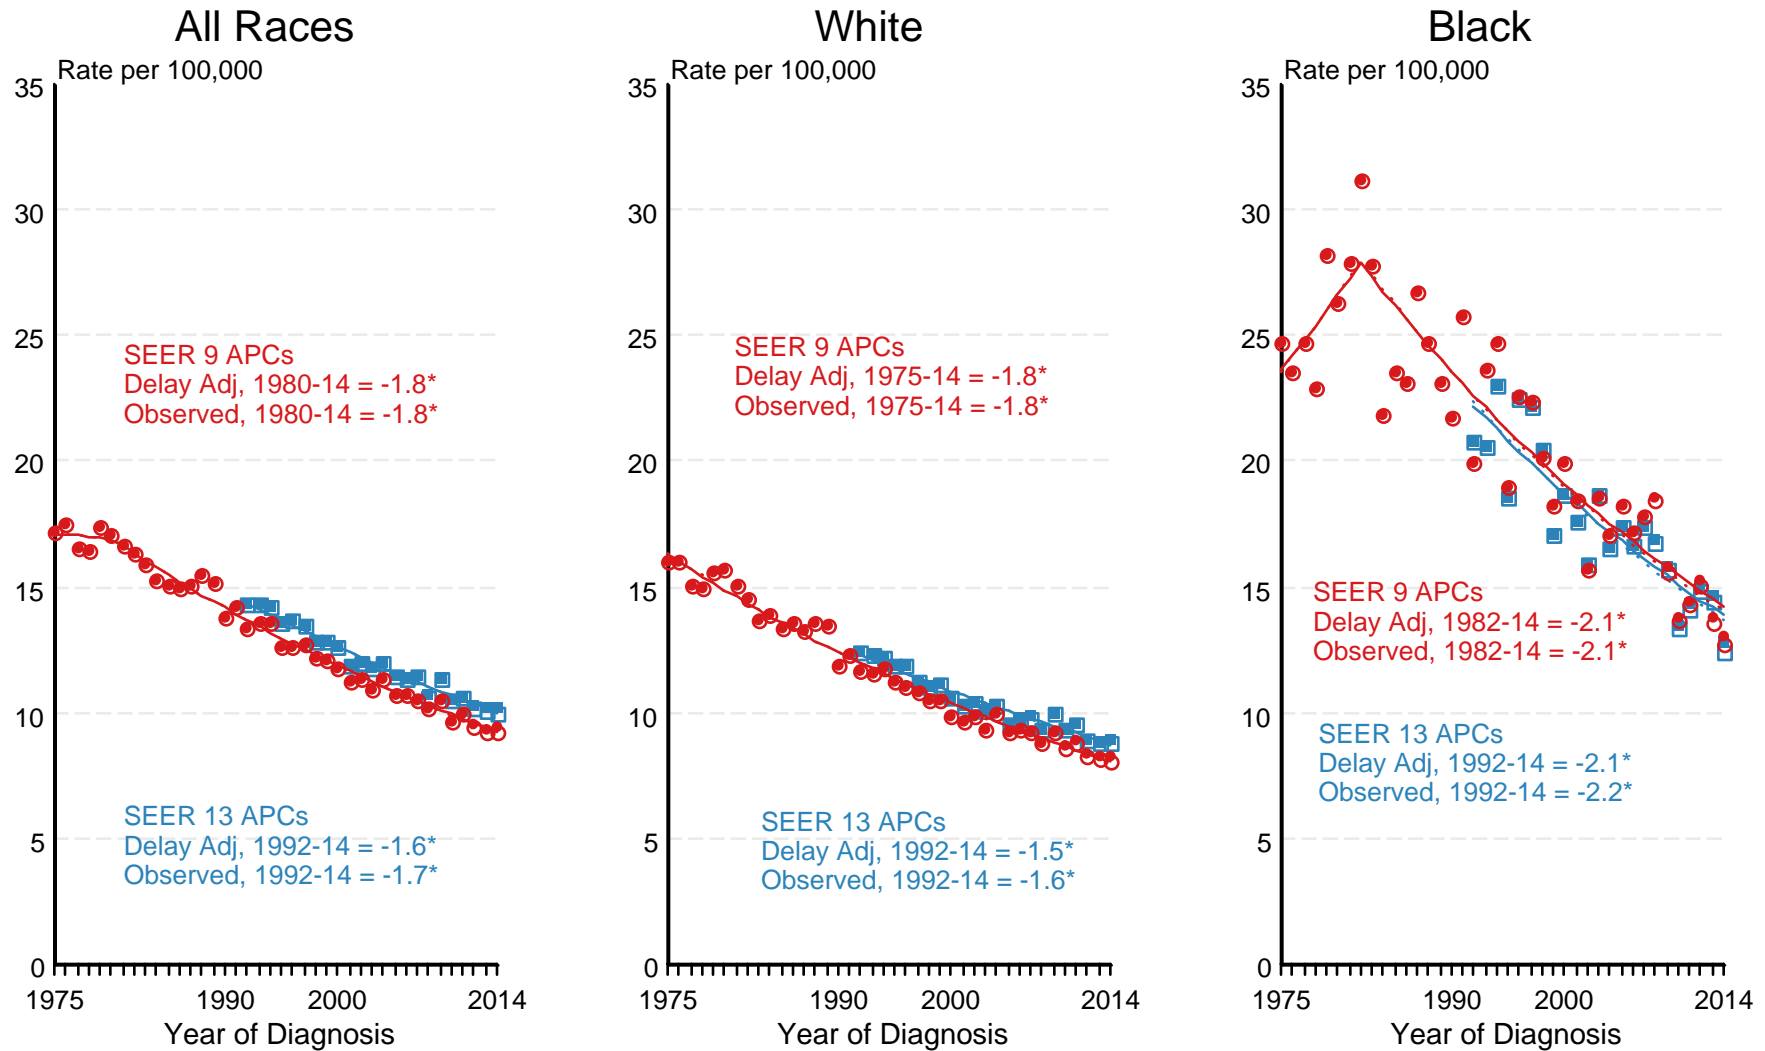 All Races
Rate per 100,000
35
30
25
20
15
10
5
0
SEER 9 APCs
Delay Adj, 1980-14 = -1.8*
Observed, 1980-14 = -1.8*
SEER 13 APCs
Delay Adj, 1992-14 = -1.6*
Observed, 1992-14 = -1.7*
1975 1990 2000 2014
Year of Diagnosis
White
Rate per 100,000
35
30
25
20
15
10
5
0
SEER 9 APCs
Delay Adj, 1975-14 = -1.8*
Observed, 1975-14 = -1.8*
SEER 13 APCs
Delay Adj, 1992-14 = -1.5*
Observed, 1992-14 = -1.6*
1975 1990 2000 2014
Year of Diagnosis
Black
Rate per 100,000
35
30
25
20
15
10
5
0
SEER 9 APCs
Delay Adj, 1982-14 = -2.1*
Observed, 1982-14 = -2.1*
SEER 13 APCs
Delay Adj, 1992-14 = -2.1*
Observed, 1992-14 = -2.2*
1975 1990 2000 2014
Year of Diagnosis